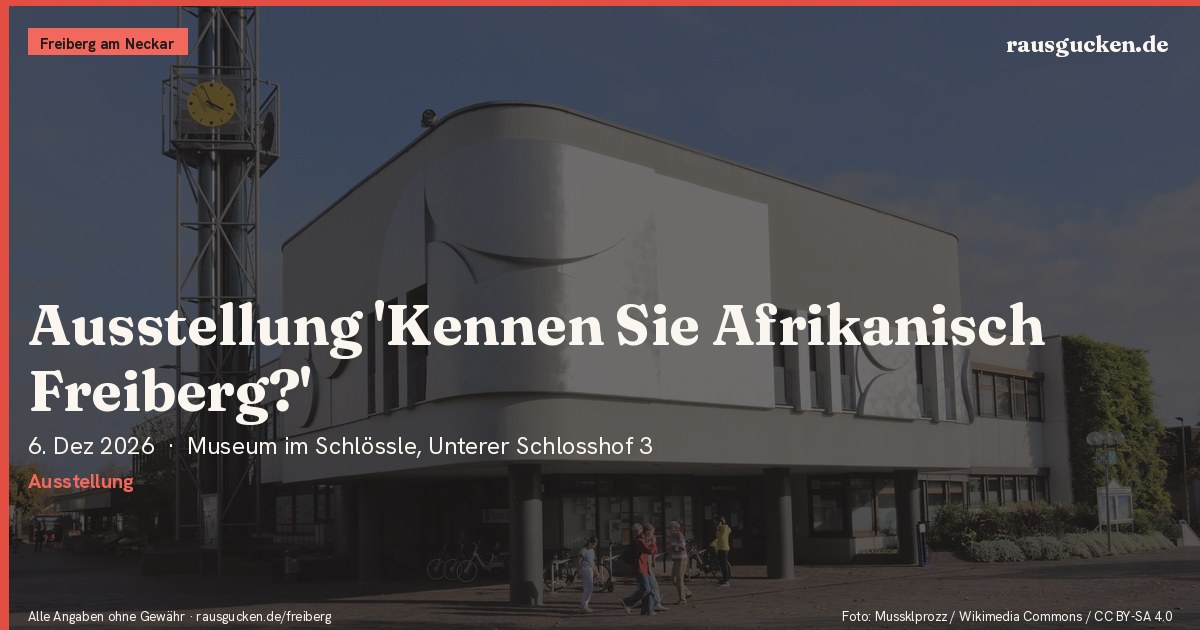 Freiberg am Neckar
rausgucken.de
Ausstellung 'Kennen Sie Afrikanisch
Freiberg?'
6. Dez 2026 · Museum im Schlössle, Unterer Schlosshof 3
Ausstellung
Alle Angaben ohne Gewähr · rausgucken.de/freiberg
Foto: Mussklprozz / Wikimedia Commons / CC BY-SA 4.0